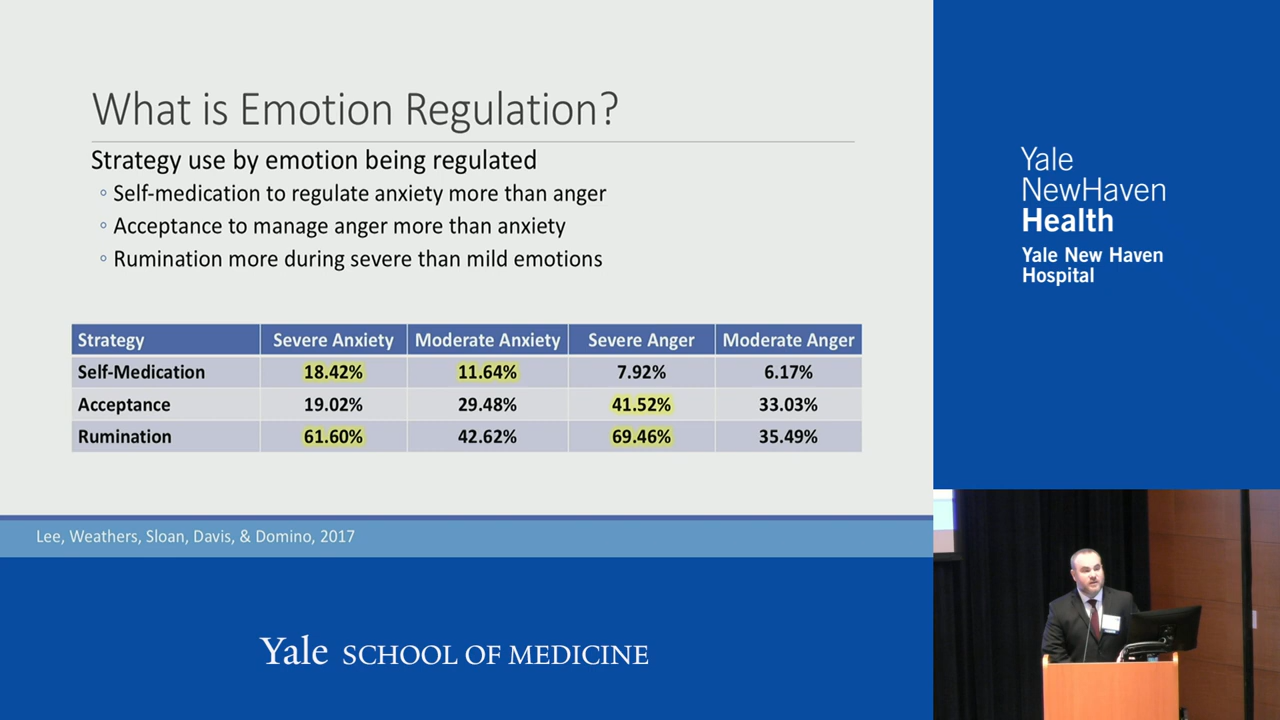 What is Emotion Regulation?
Strategy use by emotion being regulated
◦ Self-medication to regulate anxiety more than anger
◦ Acceptance to manage anger more than anxiety
◦ Rumination more during severe than mild emotions
Strategy Severe Anxiety Moderate Anxiety Severe Anger Moderate Anger
Self-Medication 18.42% 11.64% 7.92% 6.17%
Acceptance 19.02% 29.48% 41.52% 33.03%
Rumination 61.60% 42.62% 69.46% 35.49%
Lee, Weathers, Sloan, Davis, & Domino, 2017
Yale SCHOOL OF MEDICINE
Yale
NewHaven
Health
Yale New Haven
Hospital